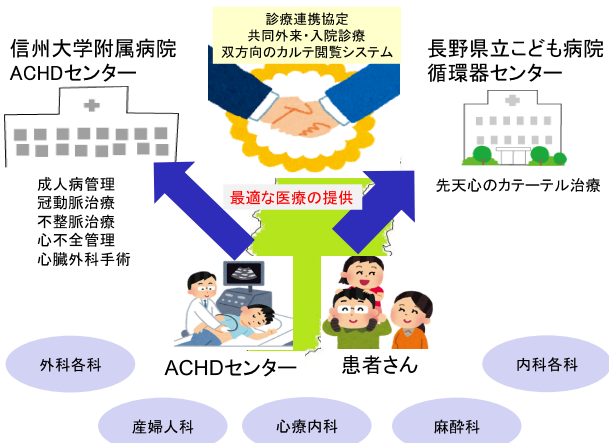 診療連携協定
共同外来・入院診療
双方向のカルテ閲覧システム
信州大学附属病院
ACHDセンター
長野県立こども病院
循環器センター
成人病管理
冠動脈治療
不整脈治療
心不全管理
心臓外科手術
最適な医療の提供
先天心のカテーテル治療
ACHDセンター
患者さん
外科各科
内科各科
産婦人科
心療内科
麻酔科